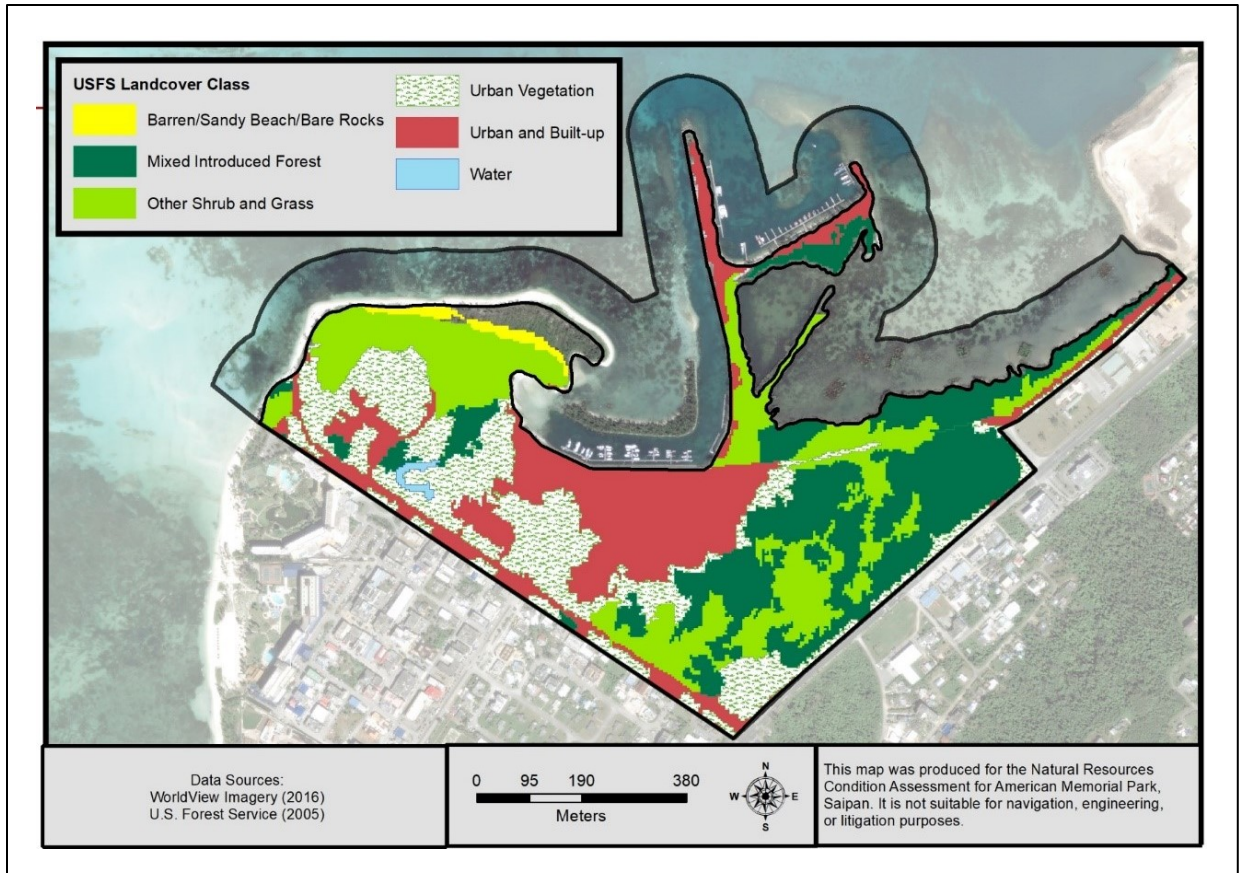 USFS Landcover Class
Barren/Sandy Beach/Bare Rocks
Mixed Introduced Forest
Other Shrub and Grass
Urban Vegetation
Urban and Built-up
Water
Data Sources:
WorldView Imagery (2016)
U.S. Forest Service (2005)
0 95 190 380
Meters
N
W E
S
This map was produced for the Natural Resources
Condition Assessment for American Memorial Park,
Saipan. It is not suitable for navigation, engineering,
or litigation purposes.